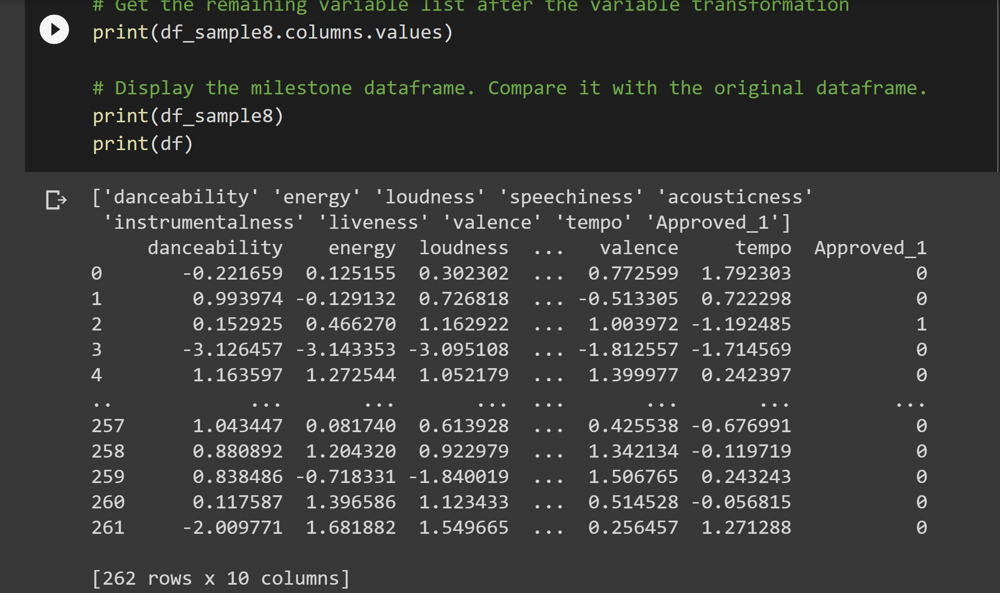 # Get the remaining variable list after the variable transformation
print(df_sample8.columns.values)
# Display the milestone dataframe. Compare it with the original dataframe.
print(df_sample8)
print(df)
['danceability' 'energy' 'loudness' 'speechiness' 'acousticness'
 'instrumentalness' 'liveness' 'valence' 'tempo' 'Approved_1']
     danceability    energy  loudness  ...   valence     tempo  Approved_1
0       -0.221659  0.125155  0.302302  ...  0.772599  1.792303           0
1        0.993974 -0.129132  0.726818  ... -0.513305  0.722298           0
2        0.152925  0.466270  1.162922  ...  1.003972 -1.192485           1
3       -3.126457 -3.143353 -3.095108  ... -1.812557 -1.714569           0
4        1.163597  1.272544  1.052179  ...  1.399977  0.242397           0
..            ...       ...       ...  ...       ...       ...         ...
257      1.043447  0.081740  0.613928  ...  0.425538 -0.676991           0
258      0.880892  1.204320  0.922979  ...  1.342134 -0.119719           0
259      0.838486 -0.718331 -1.840019  ...  1.506765  0.243243           0
260      0.117587  1.396586  1.123433  ...  0.514528 -0.056815           0
261     -2.009771  1.681882  1.549665  ...  0.256457  1.271288           0
[262 rows x 10 columns]